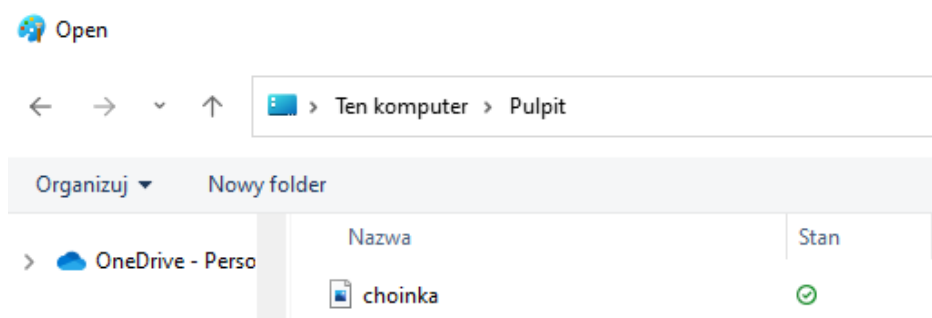 Open
Ten komputer > Pulpit
Organizuj Nowy folder
Nazwa Stan
OneDrive - Perso
choinka